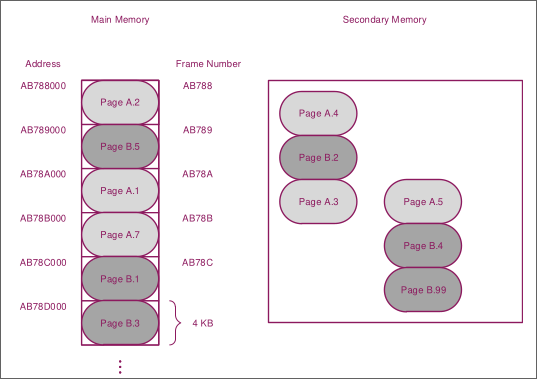 Main Memory
Secondary Memory
Address
Frame Number
AB788000
Page A.2
AB788
AB789000
Page B.5
AB789
AB78A000
Page A.1
AB78A
AB78B000
Page A.7
AB78B
AB78C000
Page B.1
AB78C
AB78D000
Page B.3
4 KB
Page A.4
Page B.2
Page A.3
Page A.5
Page B.4
Page B.99